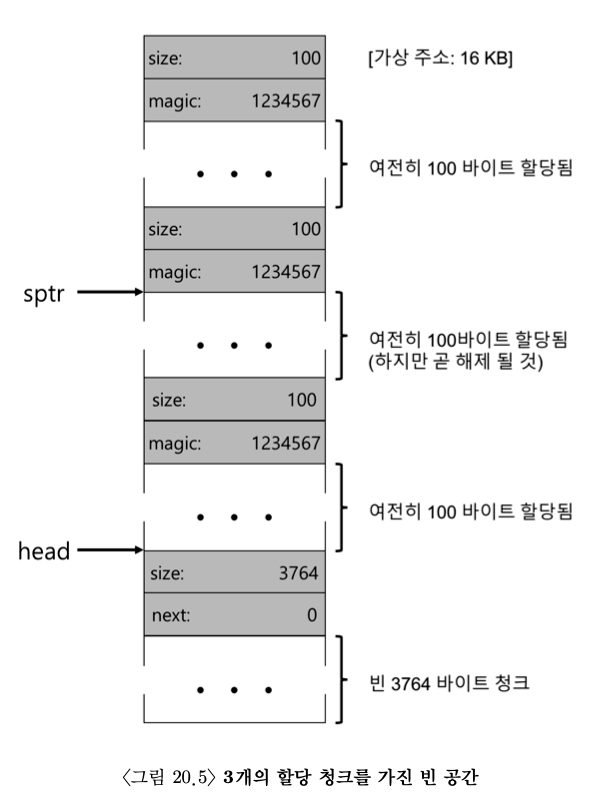 size: 100 [가상 주소: 16 KB]
magic: 1234567
• • • 여전히 100 바이트 할당됨
size: 100
magic: 1234567
sptr
• • • 여전히 100바이트 할당됨
(하지만 곧 해제 될 것)
size: 100
magic: 1234567
• • • 여전히 100 바이트 할당됨
head
size: 3764
next: 0
• • • 빈 3764 바이트 청크
〈그림 20.5〉 3개의 할당 청크를 가진 빈 공간